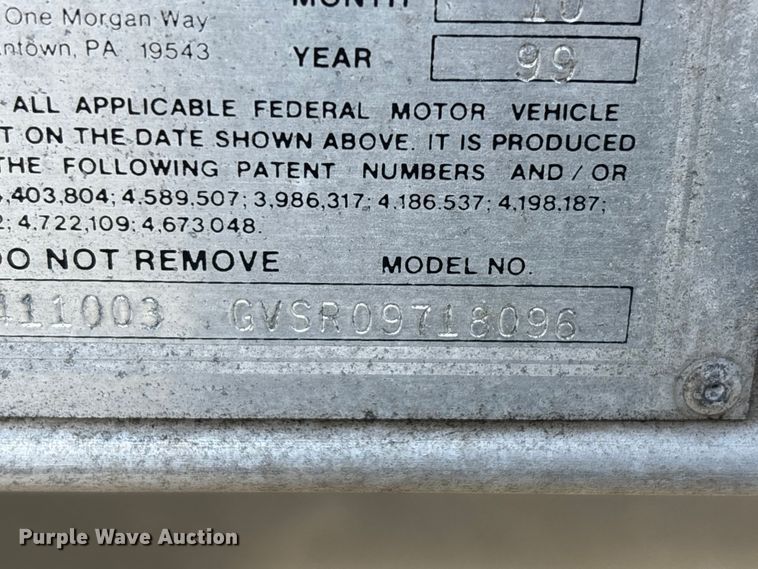 MONTH 10
One Morgan Way
ntown, PA 19543
YEAR 99
ALL APPLICABLE FEDERAL MOTOR VEHICLE
T ON THE DATE SHOWN ABOVE. IT IS PRODUCED
THE FOLLOWING PATENT NUMBERS AND/OR
,403,804; 4,589,507; 3,986,317; 4,186.537; 4,198,187;
2; 4,722,109; 4,673,048.
DO NOT REMOVE MODEL NO.
411003 GVSR09718096
Purple Wave Auction